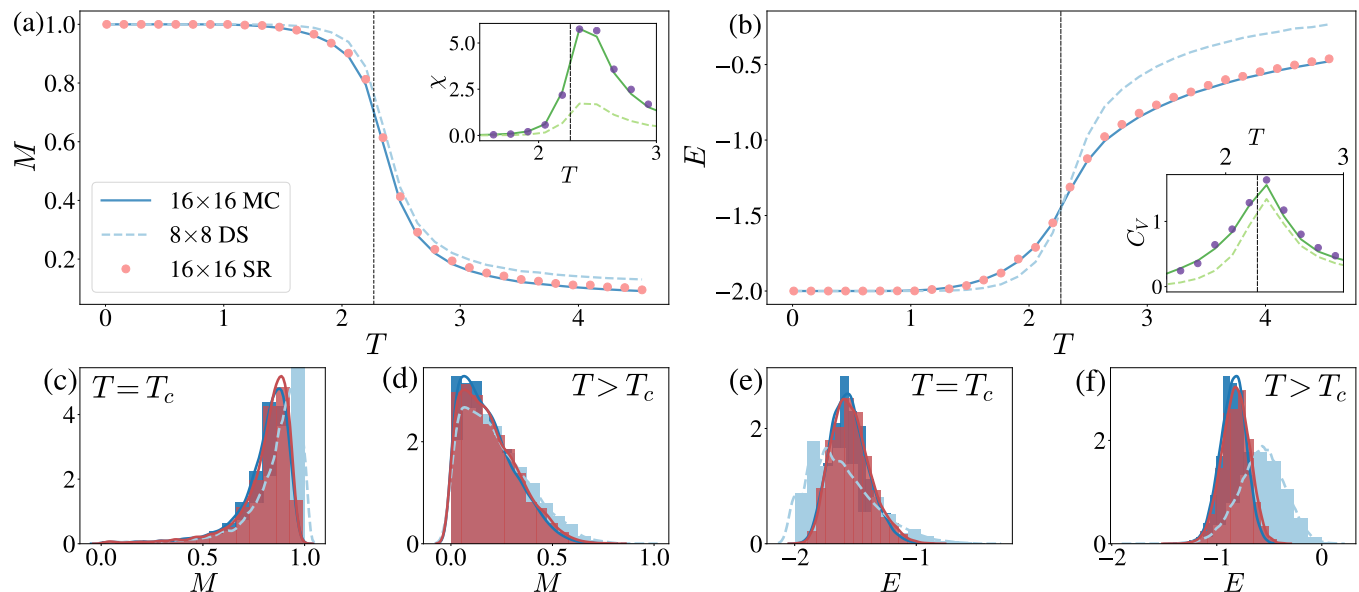 (a)
1.0
0.8
0.6
0.4
0.2
M
0
1
2
3
4
T
16×16 MC
8×8 DS
16×16 SR
5.0
2.5
0.0
χ
2
3
T
(b)
−0.5
−1.0
−1.5
−2.0
E
0
1
2
3
4
T
T
2
3
1
0
C_V
(c)
T = T_c
4
2
0
0.0
0.5
1.0
M
(d)
T > T_c
2
0
0.0
0.5
1.0
M
(e)
T = T_c
2
0
−2
−1
E
(f)
T > T_c
2
0
−2
−1
0
E